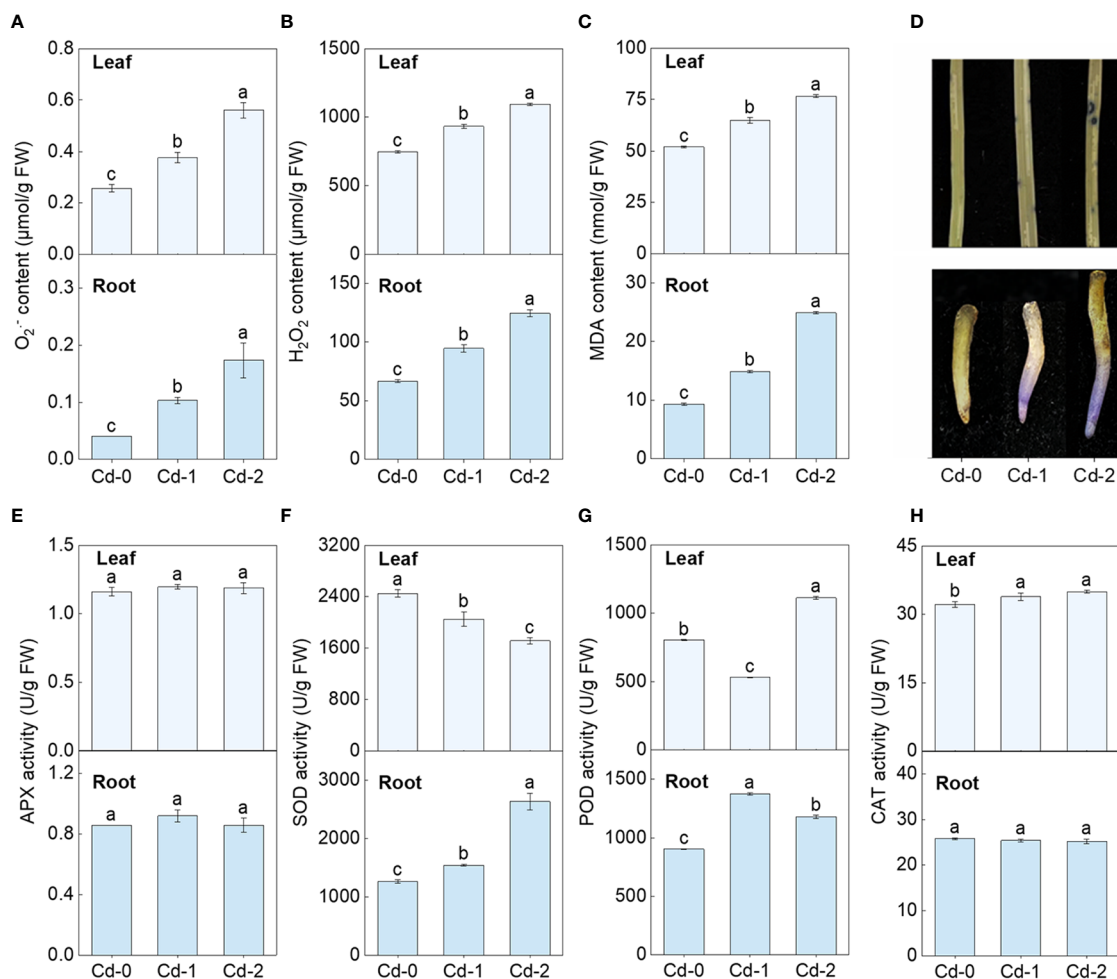 A
O₂·⁻ content (μmol/g FW)
0.8
0.6
0.4
0.2
0.0
Leaf
c
b
a
0.3
0.2
0.1
0.0
Root
c
b
a
Cd-0 Cd-1 Cd-2
B
H₂O₂ content (μmol/g FW)
1500
1000
500
0
Leaf
c
b
a
150
100
50
0
Root
c
b
a
Cd-0 Cd-1 Cd-2
C
MDA content (nmol/g FW)
100
75
50
25
0
Leaf
c
b
a
30
20
10
0
Root
c
b
a
Cd-0 Cd-1 Cd-2
D
Cd-0 Cd-1 Cd-2
E
APX activity (U/g FW)
1.5
1.2
0.9
0.6
0.3
0.0
Leaf
a
a
a
1.2
0.8
0.4
0.0
Root
a
a
a
Cd-0 Cd-1 Cd-2
F
SOD activity (U/g FW)
3200
2400
1600
800
0
Leaf
a
b
c
3000
2000
1000
0
Root
c
b
a
Cd-0 Cd-1 Cd-2
G
POD activity (U/g FW)
1500
1000
500
0
Leaf
b
c
a
1500
1000
500
0
Root
c
a
b
Cd-0 Cd-1 Cd-2
H
CAT activity (U/g FW)
45
30
15
0
Leaf
b
a
a
40
30
20
10
0
Root
a
a
a
Cd-0 Cd-1 Cd-2